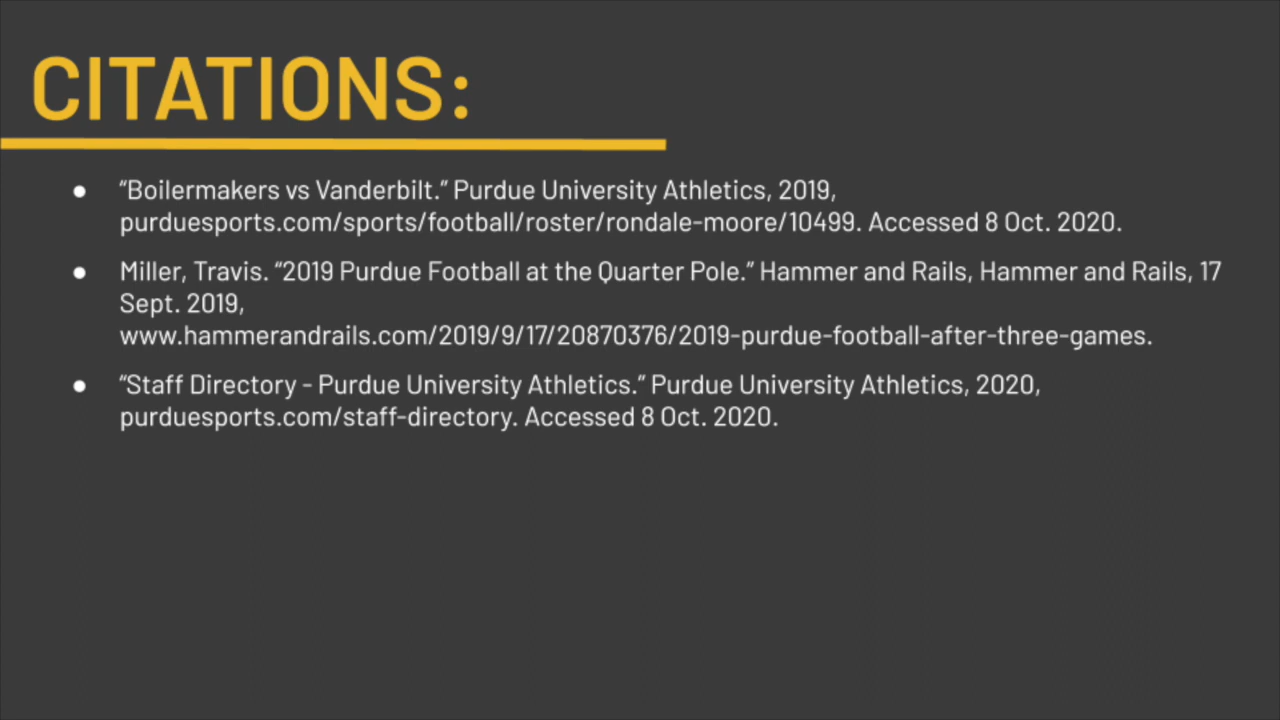 CITATIONS:
● “Boilermakers vs Vanderbilt.” Purdue University Athletics, 2019,
purduesports.com/sports/football/roster/rondale-moore/10499. Accessed 8 Oct. 2020.
● Miller, Travis. “2019 Purdue Football at the Quarter Pole.” Hammer and Rails, Hammer and Rails, 17
Sept. 2019,
www.hammerandrails.com/2019/9/17/20870376/2019-purdue-football-after-three-games.
● “Staff Directory - Purdue University Athletics.” Purdue University Athletics, 2020,
purduesports.com/staff-directory. Accessed 8 Oct. 2020.